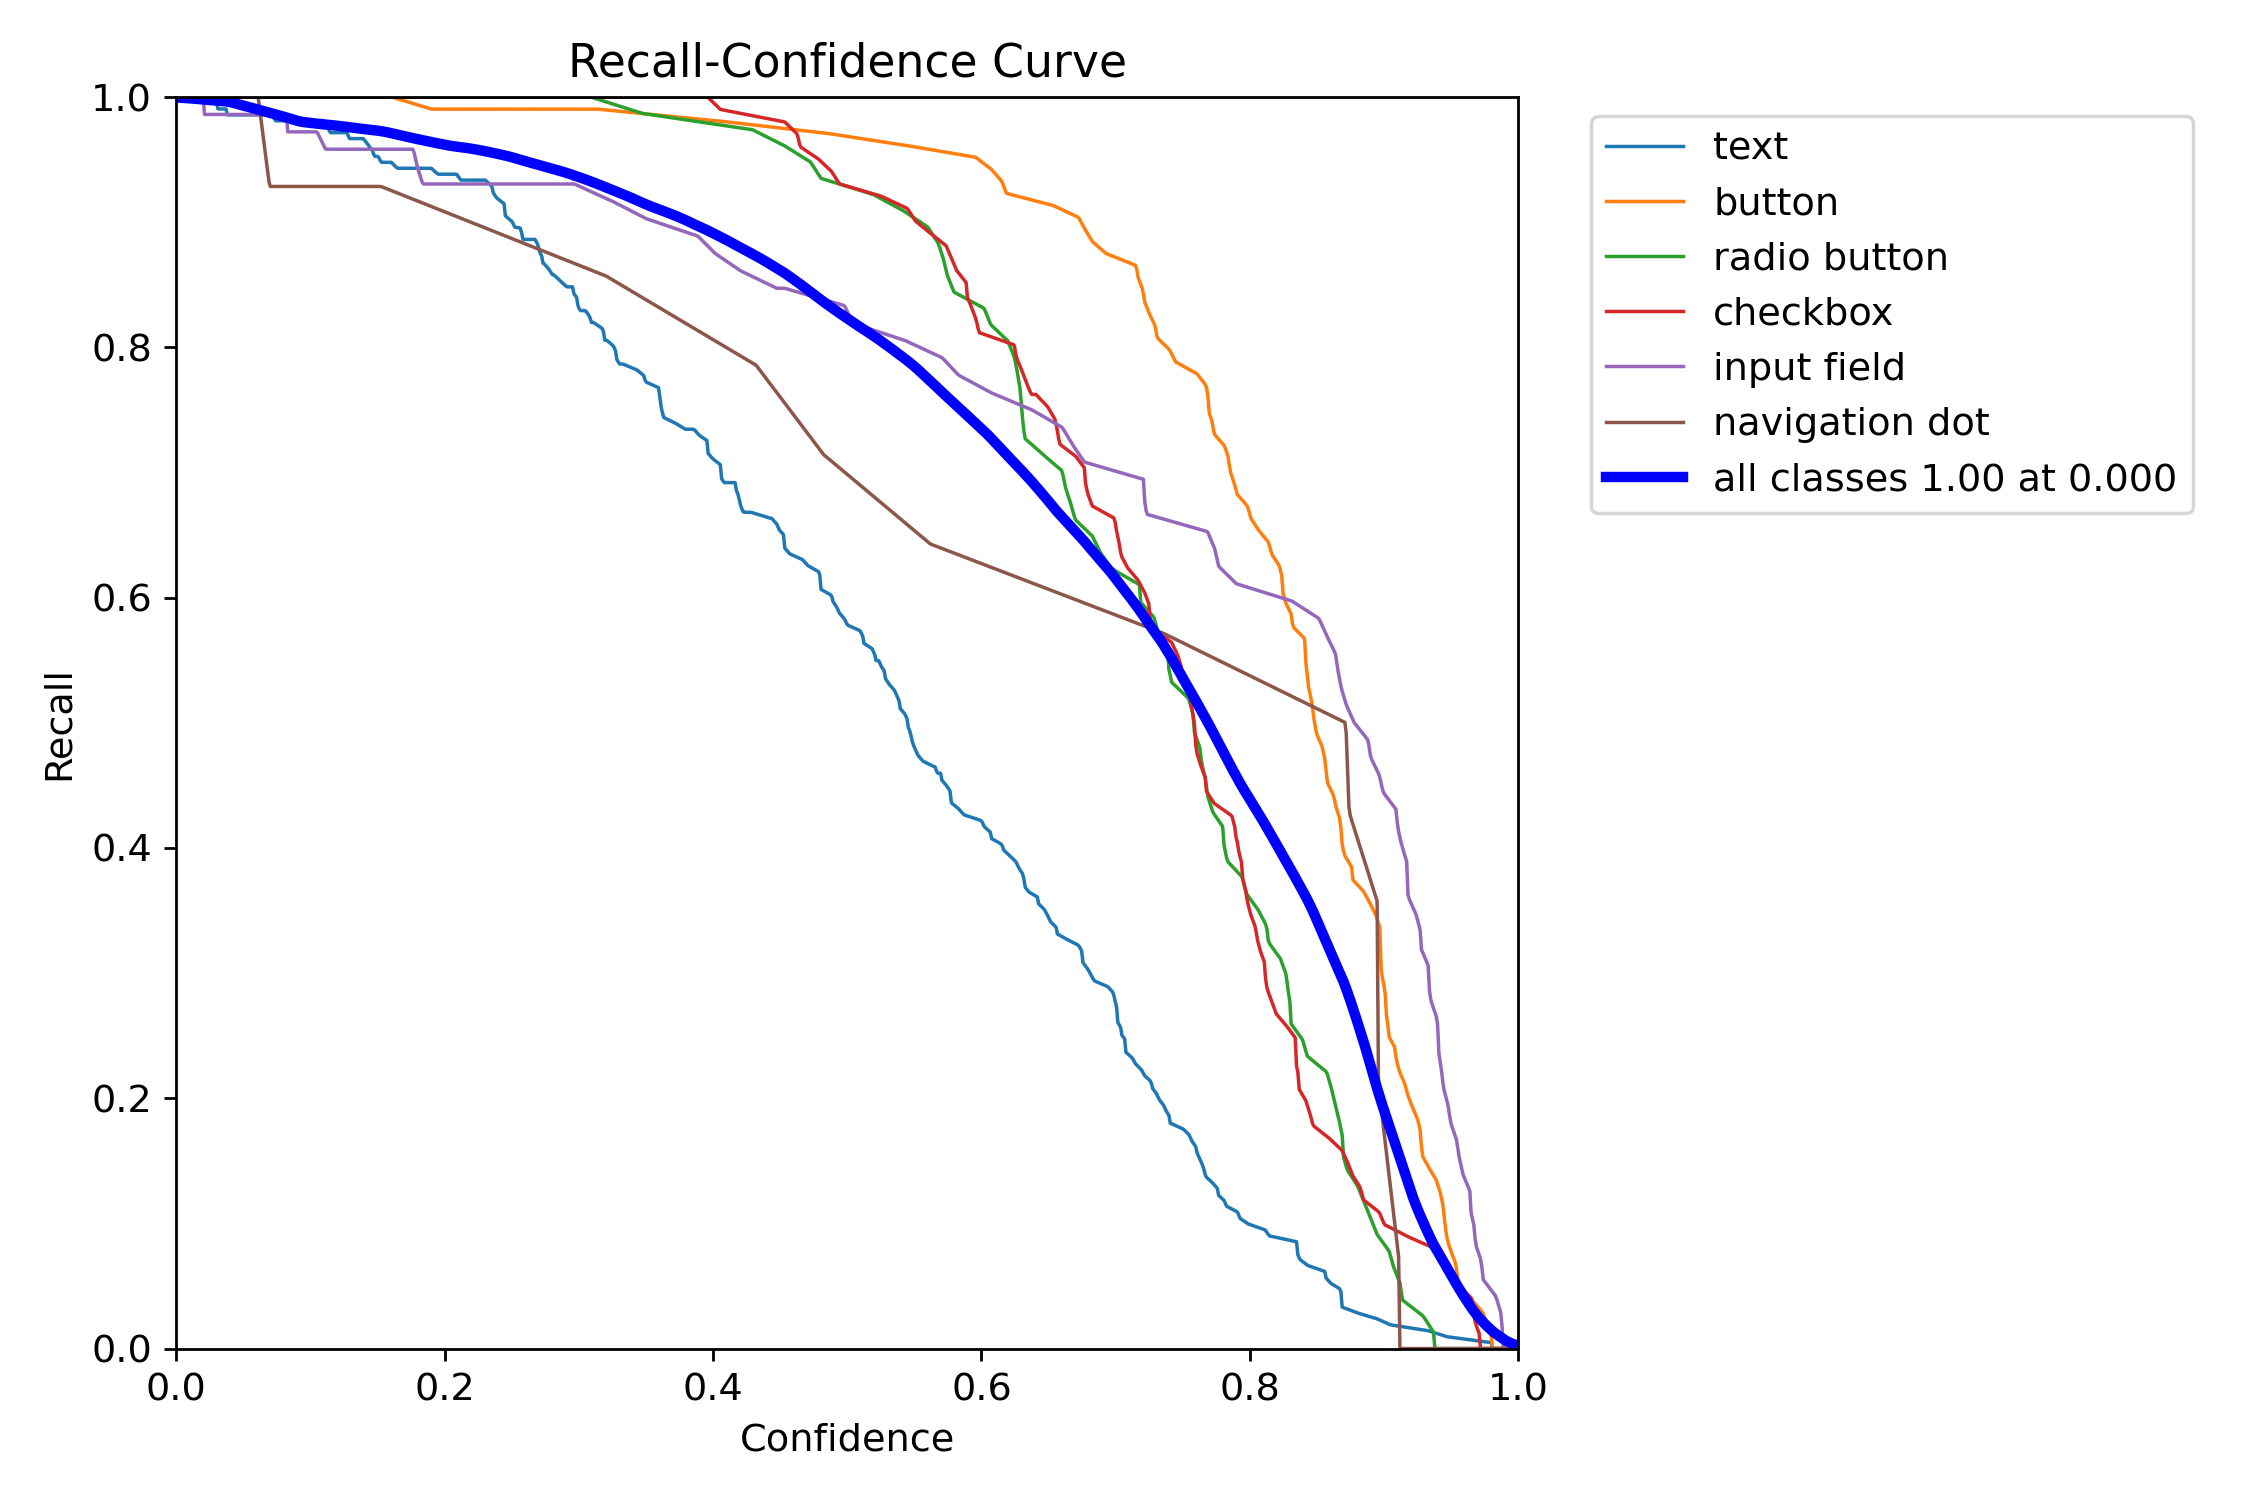 Recall-Confidence Curve
1.0
0.8
0.6
0.4
0.2
0.0
Recall
0.0 0.2 0.4 0.6 0.8 1.0
Confidence
text
button
radio button
checkbox
input field
navigation dot
all classes 1.00 at 0.000